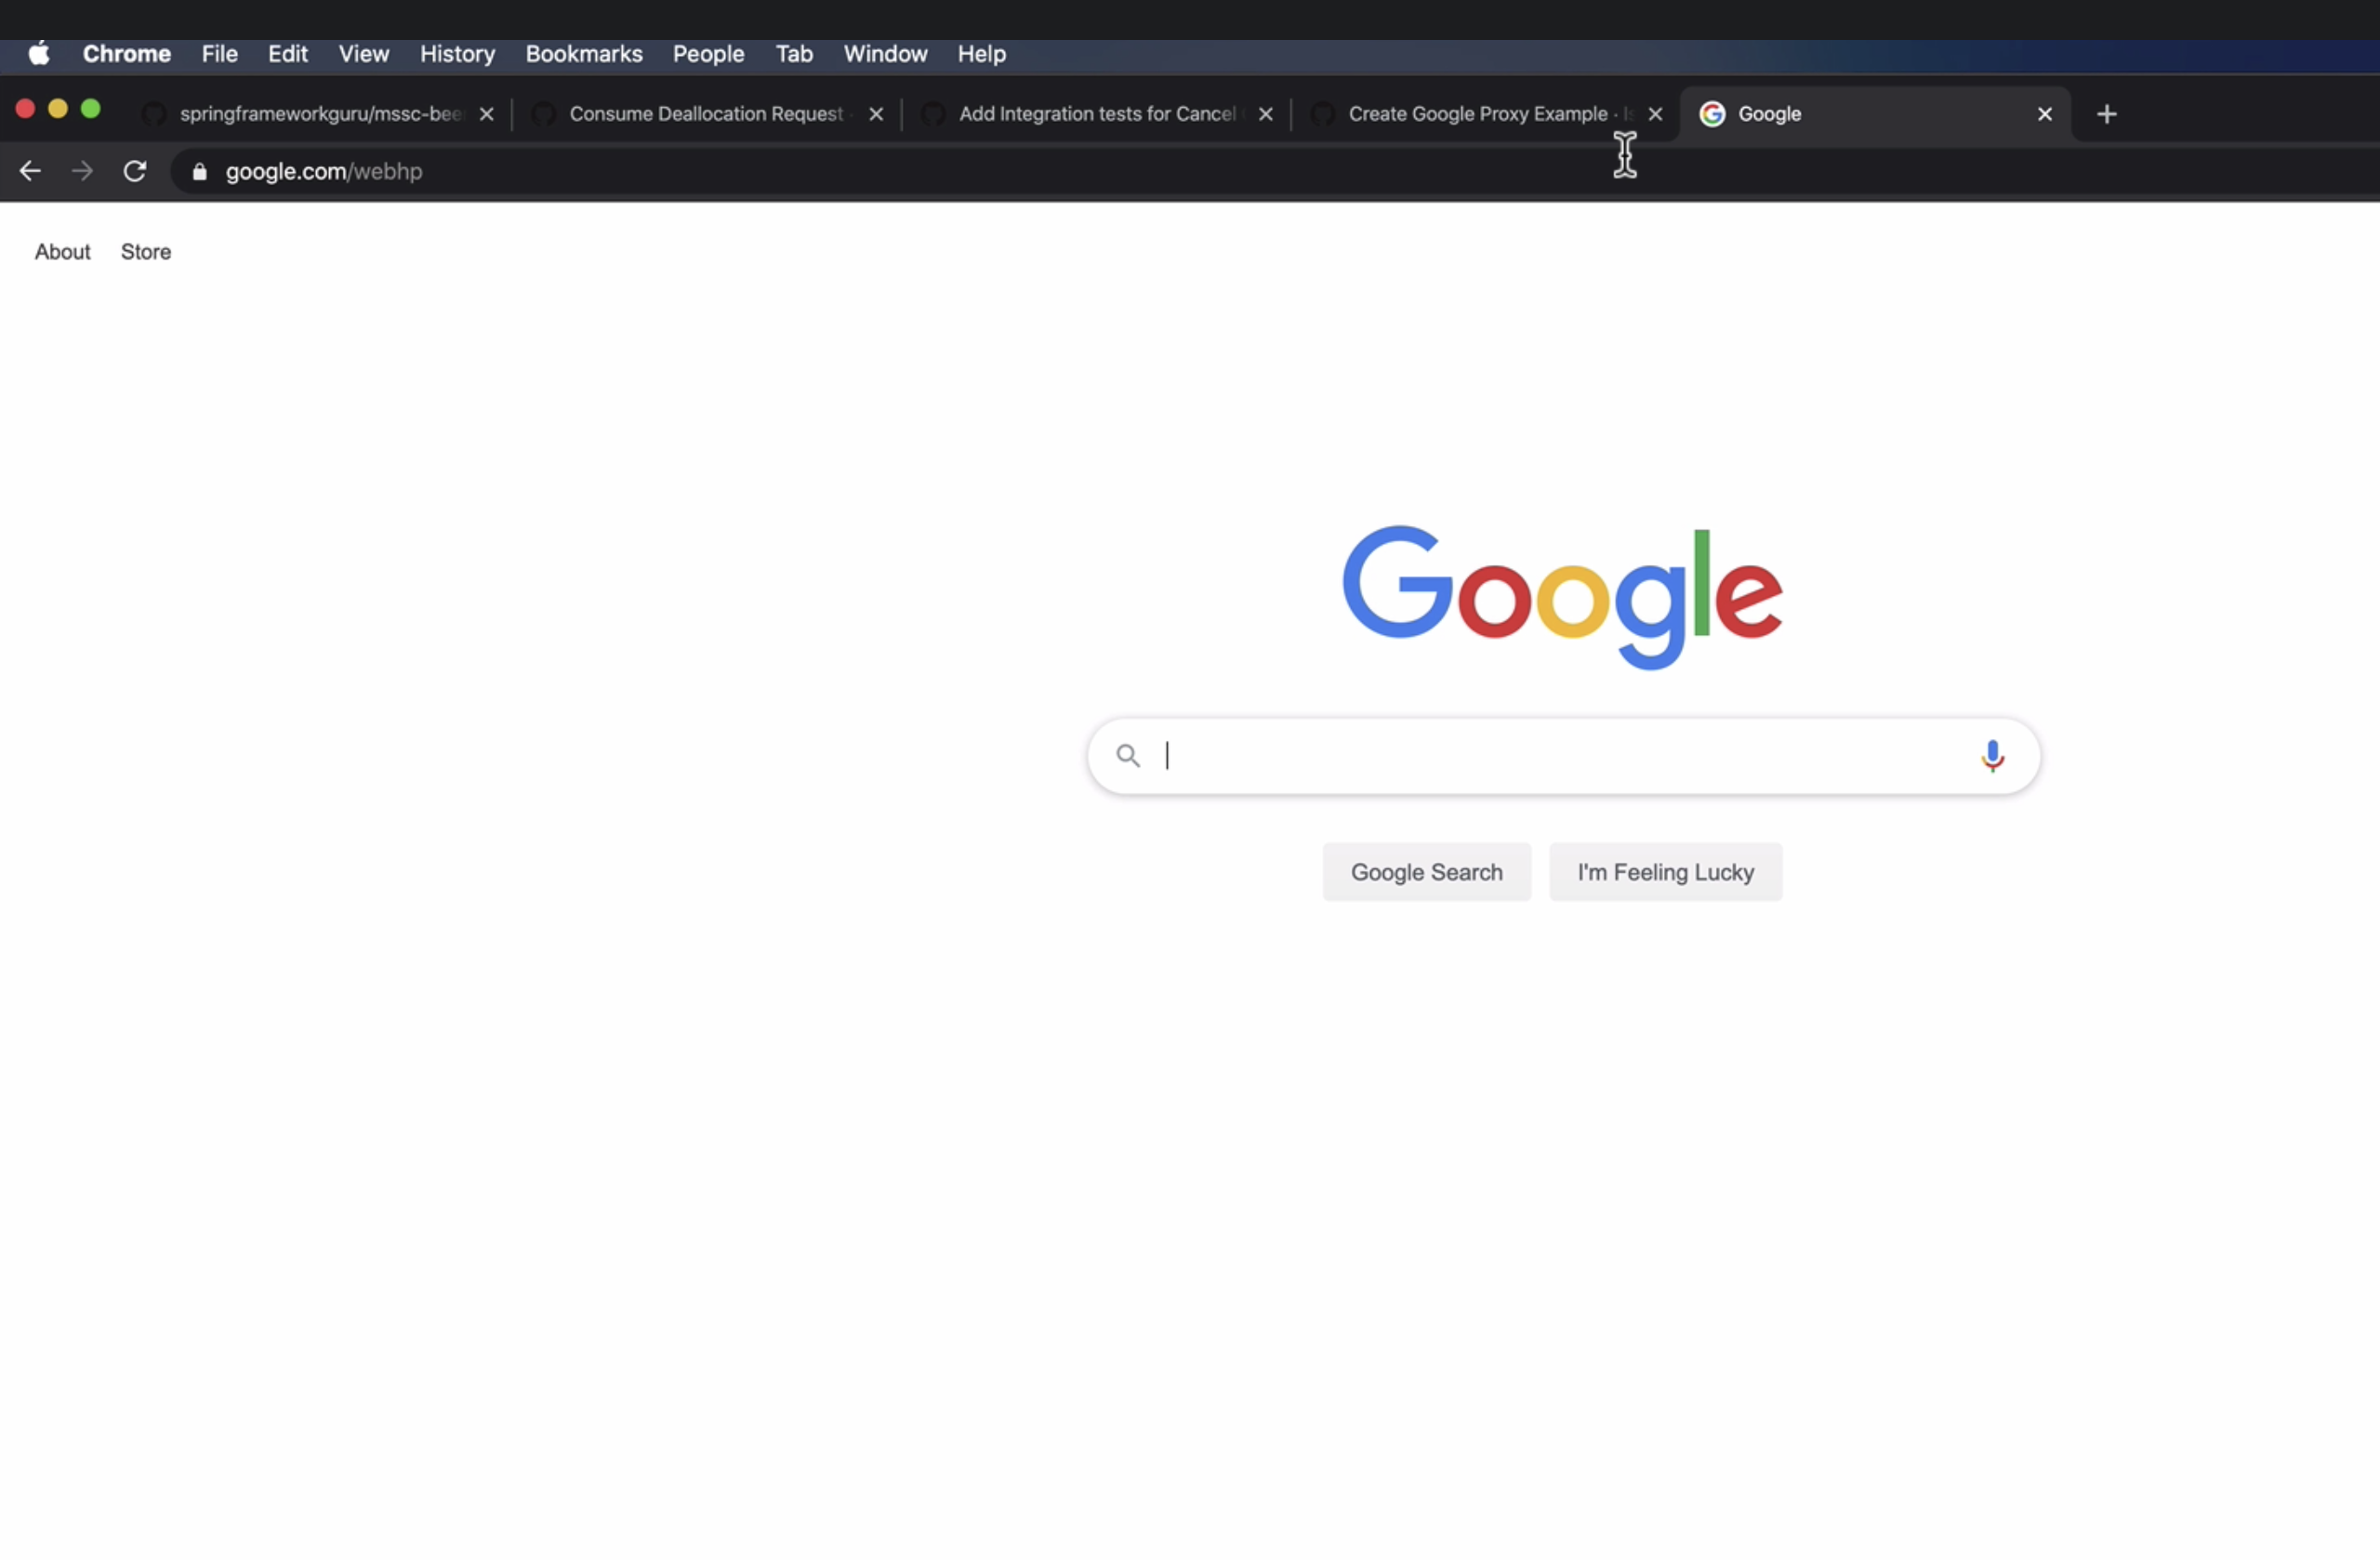 Chrome File Edit View History Bookmarks People Tab Window Help
springframeworkguru/mssc-bee Consume Deallocation Request Add Integration tests for Cancel Create Google Proxy Example · Is Google
google.com/webhp
About Store
Google
Google Search I'm Feeling Lucky